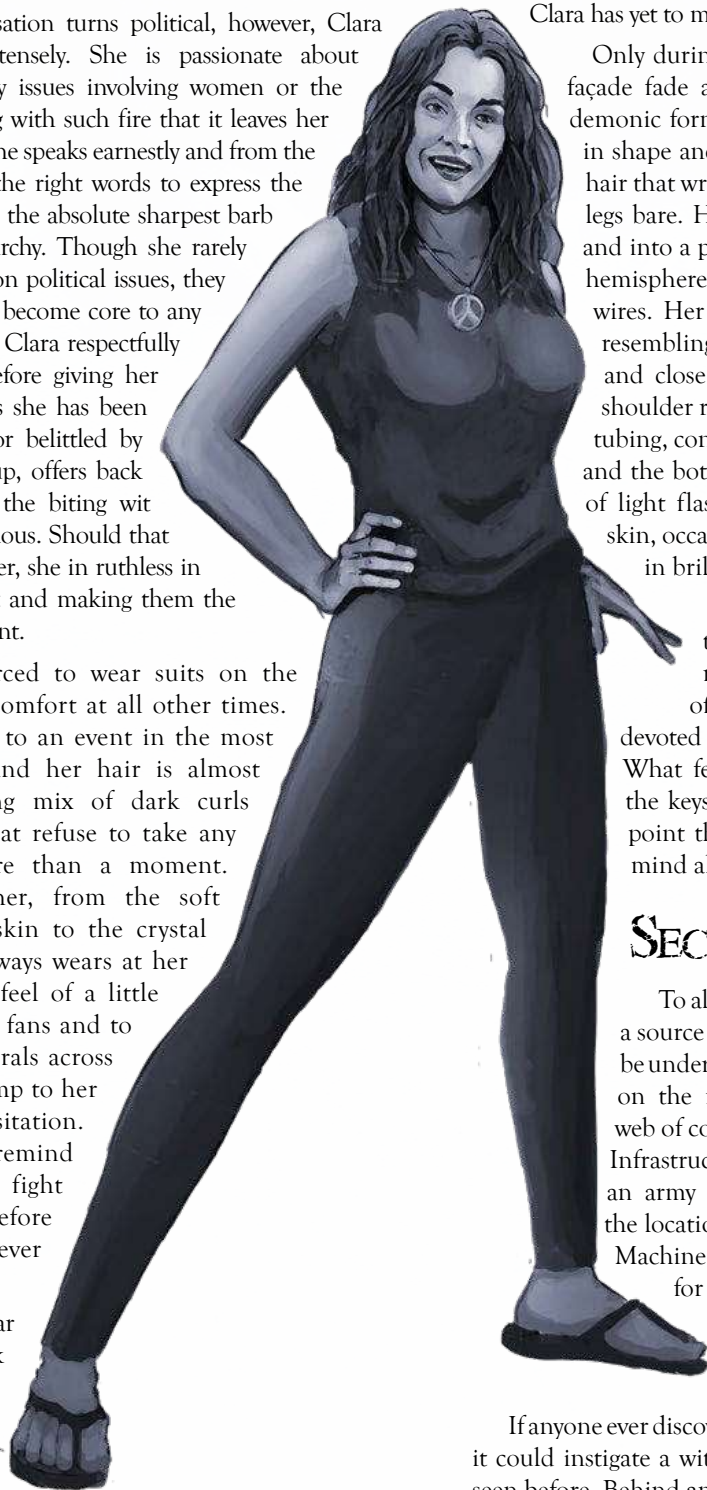 sation turns political, however, Clara
tensely. She is passionate about
y issues involving women or the
g with such fire that it leaves her
he speaks earnestly and from the
the right words to express the
the absolute sharpest barb
rchy. Though she rarely
on political issues, they
become core to any
Clara respectfully
efore giving her
s she has been
or belittled by
up, offers back
the biting wit
ious. Should that
er, she in ruthless in
t and making them the
nt.
rced to wear suits on the
omfort at all other times.
to an event in the most
nd her hair is almost
ng mix of dark curls
at refuse to take any
re than a moment.
her, from the soft
skin to the crystal
ways wears at her
feel of a little
fans and to
rals across
mp to her
sitation.
remind
fight
efore
ever
ar
k
Clara has yet to m
Only durin
façade fade a
demonic form
in shape and
hair that wr
legs bare. H
and into a p
hemisphere
wires. Her
resembling
and close
shoulder r
tubing, con
and the bot
of light flas
skin, occa
in bril
t
r
of
devoted
What fe
the keys
point th
mind al
SEC
To al
a source
be under
on the
web of co
Infrastruc
an army
the locatio
Machine
for
If anyone ever discov
it could instigate a wit
seen before. Behind an